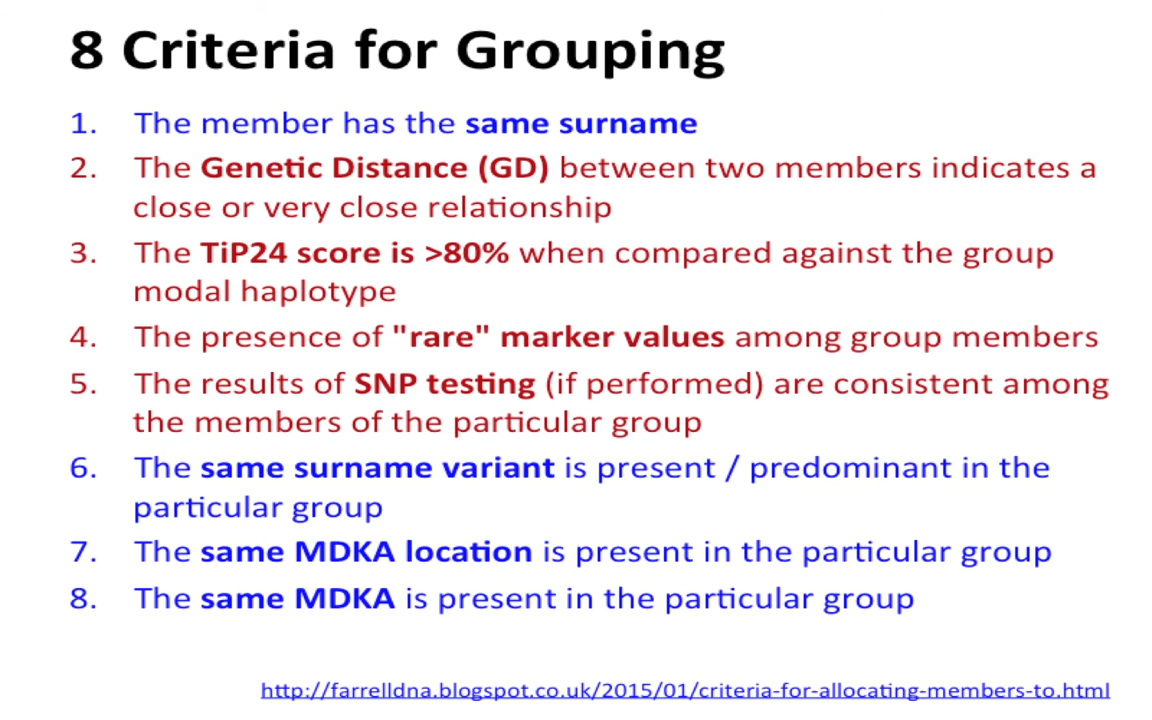 8 Criteria for Grouping
1. The member has the same surname
2. The Genetic Distance (GD) between two members indicates a
close or very close relationship
3. The TiP24 score is >80% when compared against the group
modal haplotype
4. The presence of "rare" marker values among group members
5. The results of SNP testing (if performed) are consistent among
the members of the particular group
6. The same surname variant is present / predominant in the
particular group
7. The same MDKA location is present in the particular group
8. The same MDKA is present in the particular group
http://farrelldna.blogspot.co.uk/2015/01/criteria-for-allocating-members-to.html